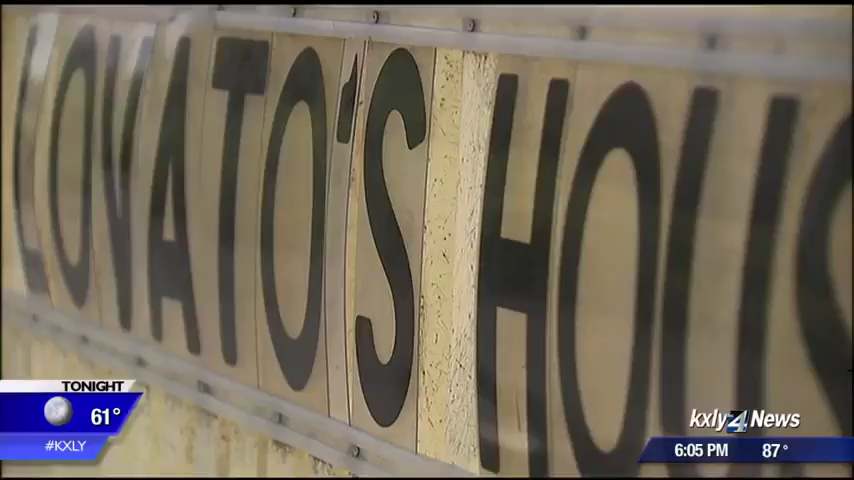 LOVATO'S HOUS
TONIGHT
61°
#KXLY
kxly4 News
6:05 PM 87°